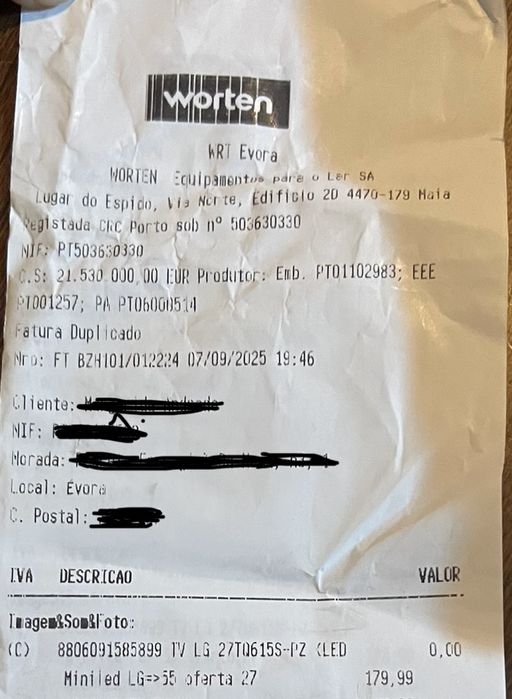 worten
WRT Evora
WORTEN Equipamentos para o Lar SA
Lugar do Espido, Via Norte, Edificio 2D 4470-179 Maia
Registada CRC Porto sob nº 503630330
NIF: PT503630330
C.S: 21.530.000,00 EUR Produtor: Emb. PT01102983; EEE
PT001257; PA PT06000514
Fatura Duplicado
Nro: FT BZH101/012224 07/09/2025 19:46
Cliente:
NIF:
Morada:
Local: Évora
C. Postal:
IVA DESCRICAO VALOR
Imagem&Som&Foto:
(C) 8806091585899 TV LG 27TQ615S-PZ (LED 0,00
Miniled LG=>55 oferta 27 179,99